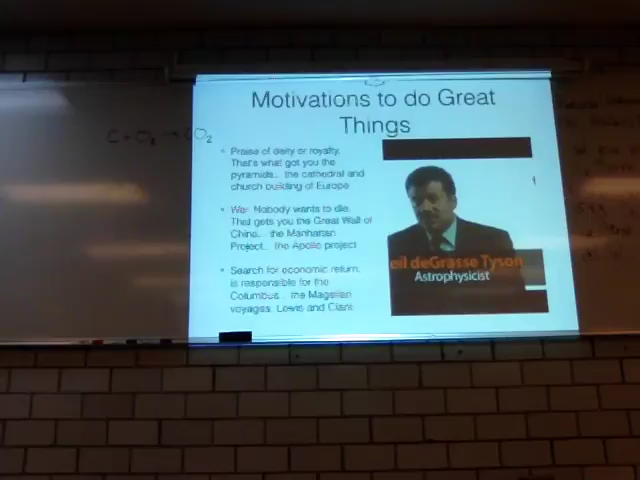 Motivations to do Great
Things
C + O₂ → CO₂
• Praise of deity or royalty.
That's what got you the
pyramids... the cathedral and
church building of Europe
• War. Nobody wants to die.
That gets you the Great Wall of
China... the Manhattan
Project... the Apollo project
• Search for economic return,
is responsible for the
Columbus... the Magellan
voyages, Lewis and Clark
eil deGrasse Tyson
Astrophysicist